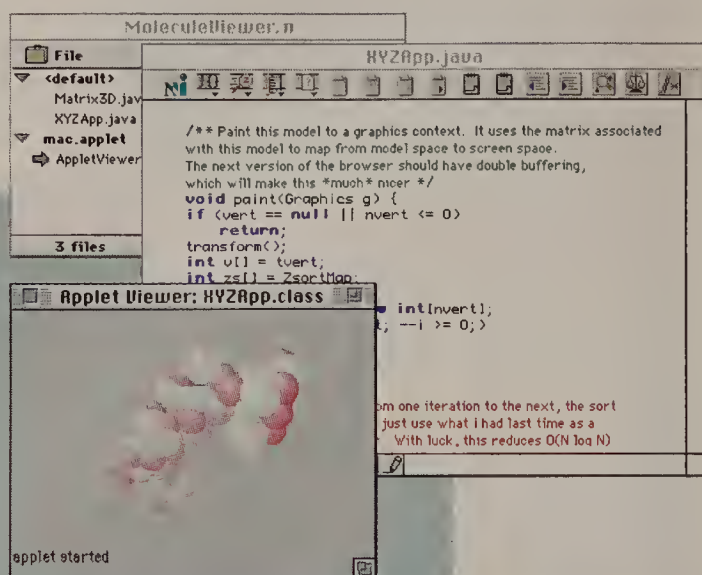 MoleculeViewer.π
File
<default>
Matrix3D.jav
XYZApp.java
mac.applet
AppletViewer
3 files
XYZApp.java
/** Paint this model to a graphics context. It uses the matrix associated
with this model to map from model space to screen space.
The next version of the browser should have double buffering,
which will make this *much* nicer */
void paint(Graphics g) {
if (vert == null || nvert <= 0)
return;
transform();
int v[] = tvert;
int zs[] = ZsortMap;
int[nvert];
t; --i >= 0;)
om one iteration to the next, the sort
just use what i had last time as a
With luck, this reduces O(N log N)
Applet Viewer: XYZApp.class
applet started